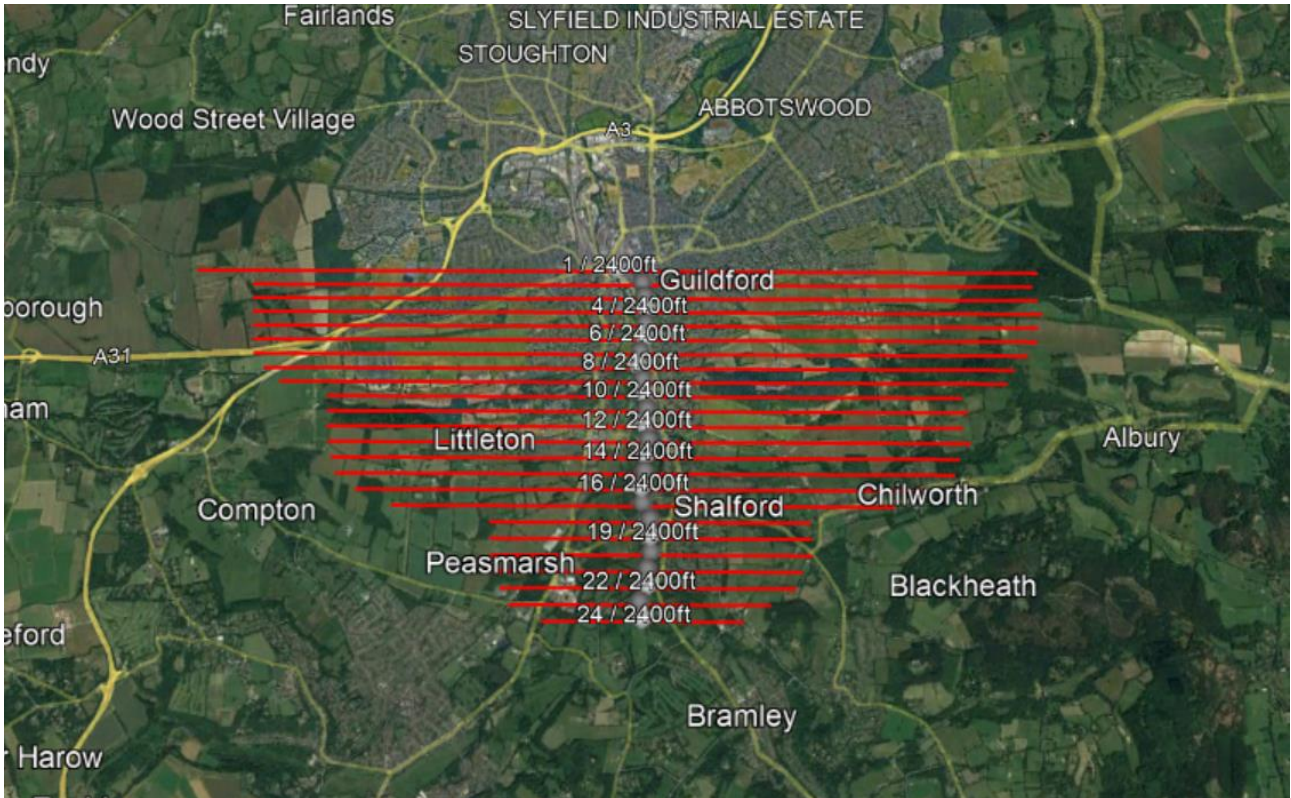 Fairlands
SLYFIELD INDUSTRIAL ESTATE
STOUGHTON
ndy
ABBOTSWOOD
Wood Street Village
A3
1 / 2400ft
Guildford
4 / 2400ft
borough
6 / 2400ft
A31
8 / 2400ft
10 / 2400ft
ham
12 / 2400ft
Littleton
Albury
14 / 2400ft
16 / 2400ft
Chilworth
Shalford
Compton
19 / 2400ft
Peasmarsh
22 / 2400ft
Blackheath
24 / 2400ft
eford
Bramley
r Harow